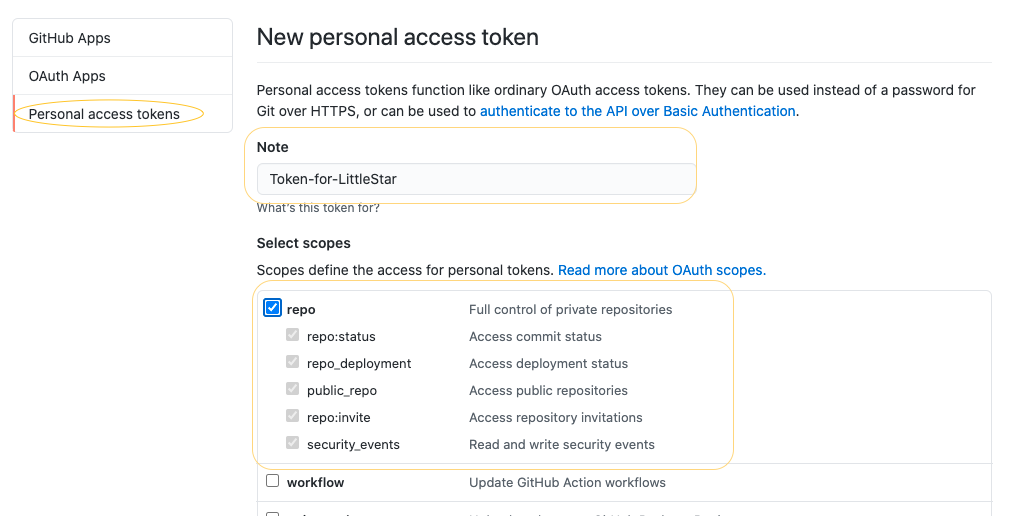 GitHub Apps
OAuth Apps
Personal access tokens
New personal access token
Personal access tokens function like ordinary OAuth access tokens. They can be used instead of a password for
Git over HTTPS, or can be used to authenticate to the API over Basic Authentication.
Note
Token-for-LittleStar
What's this token for?
Select scopes
Scopes define the access for personal tokens. Read more about OAuth scopes.
repo Full control of private repositories
repo:status Access commit status
repo_deployment Access deployment status
public_repo Access public repositories
repo:invite Access repository invitations
security_events Read and write security events
workflow Update GitHub Action workflows